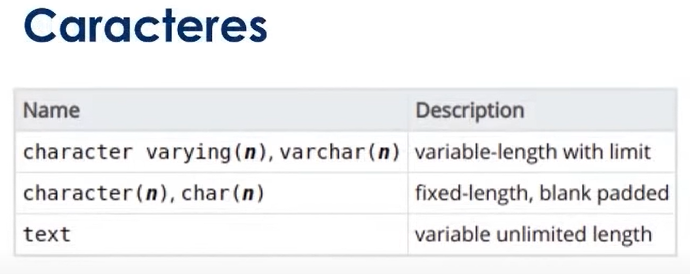 Caracteres
Name Description
character varying(n), varchar(n) variable-length with limit
character(n), char(n) fixed-length, blank padded
text variable unlimited length